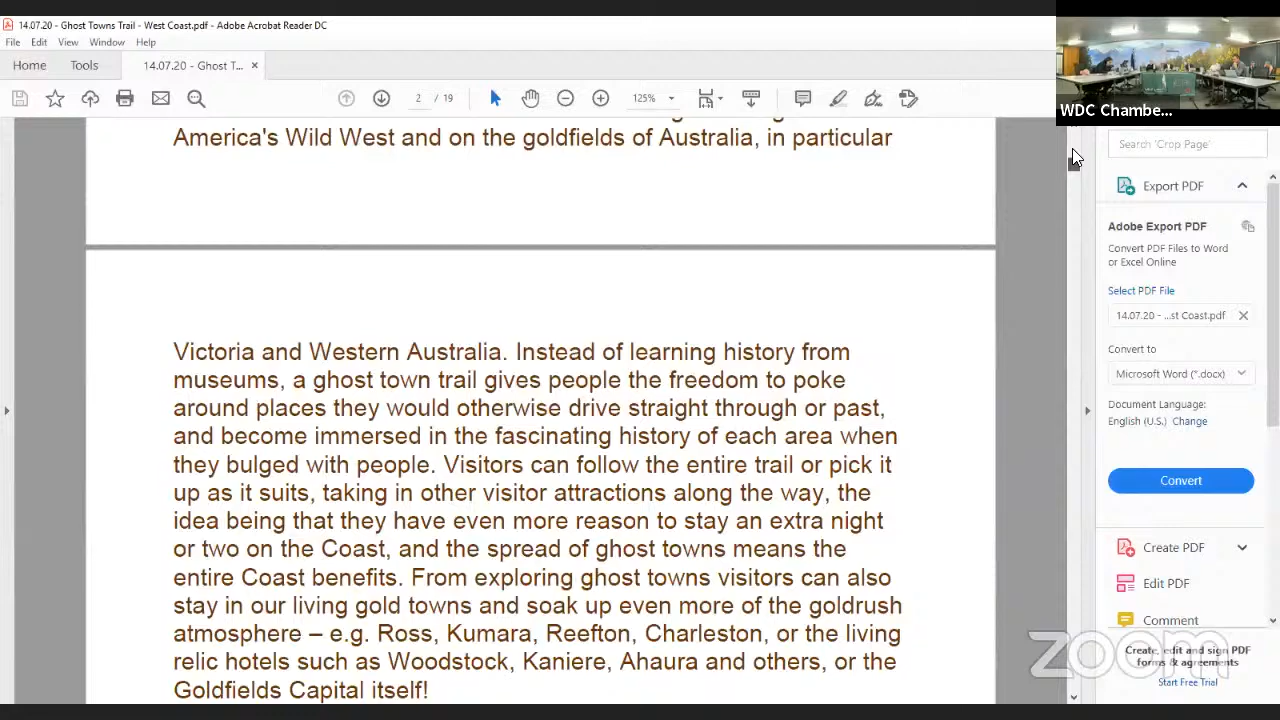 14.07.20 - Ghost Towns Trail - West Coast.pdf - Adobe Acrobat Reader DC
File Edit View Window Help
Home Tools 14.07.20 - Ghost T... ×
2 / 19 125%
WDC Chambe...
America's Wild West and on the goldfields of Australia, in particular
Victoria and Western Australia. Instead of learning history from
museums, a ghost town trail gives people the freedom to poke
around places they would otherwise drive straight through or past,
and become immersed in the fascinating history of each area when
they bulged with people. Visitors can follow the entire trail or pick it
up as it suits, taking in other visitor attractions along the way, the
idea being that they have even more reason to stay an extra night
or two on the Coast, and the spread of ghost towns means the
entire Coast benefits. From exploring ghost towns visitors can also
stay in our living gold towns and soak up even more of the goldrush
atmosphere – e.g. Ross, Kumara, Reefton, Charleston, or the living
relic hotels such as Woodstock, Kaniere, Ahaura and others, or the
Goldfields Capital itself!
Search 'Crop Page'
Export PDF
Adobe Export PDF
Convert PDF Files to Word
or Excel Online
Select PDF File
14.07.20 - ...st Coast.pdf
Convert to
Microsoft Word (*.docx)
Document Language:
English (U.S.) Change
Convert
Create PDF
Edit PDF
Comment
Create, edit and sign PDF
forms & agreements
Start Free Trial
zoom